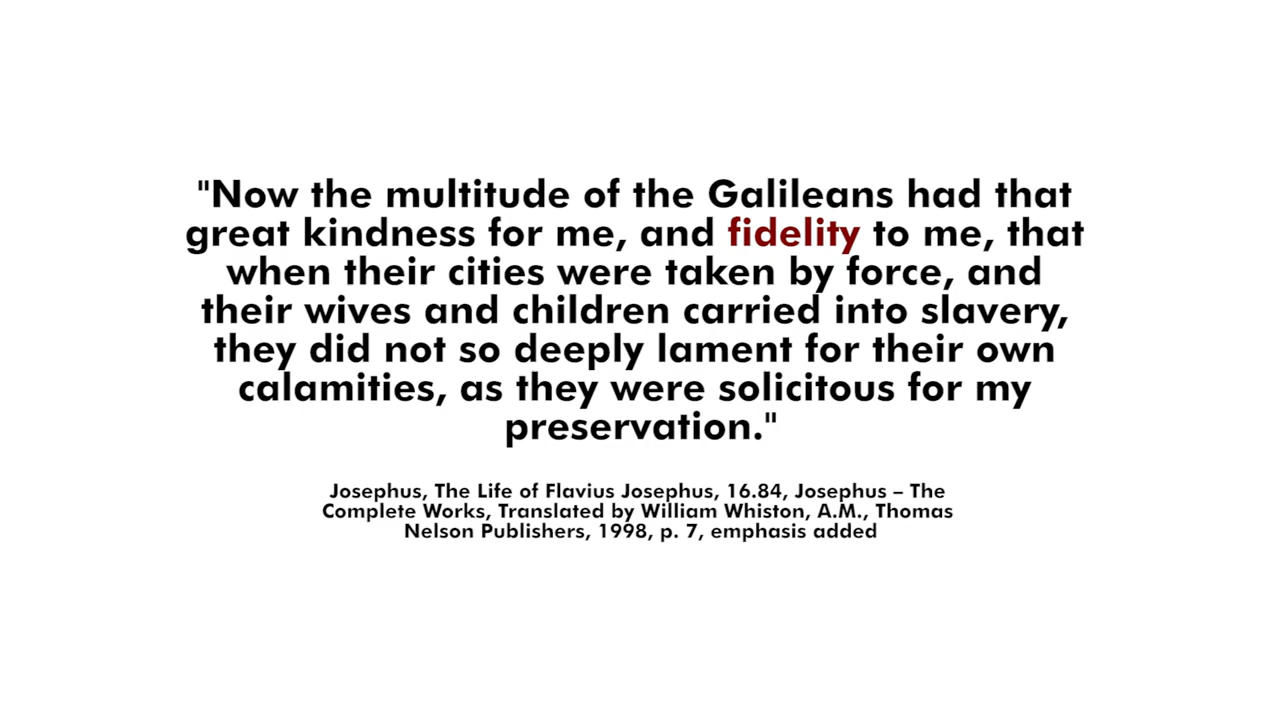 "Now the multitude of the Galileans had that
great kindness for me, and fidelity to me, that
when their cities were taken by force, and
their wives and children carried into slavery,
they did not so deeply lament for their own
calamities, as they were solicitous for my
preservation."
Josephus, The Life of Flavius Josephus, 16.84, Josephus – The
Complete Works, Translated by William Whiston, A.M., Thomas
Nelson Publishers, 1998, p. 7, emphasis added